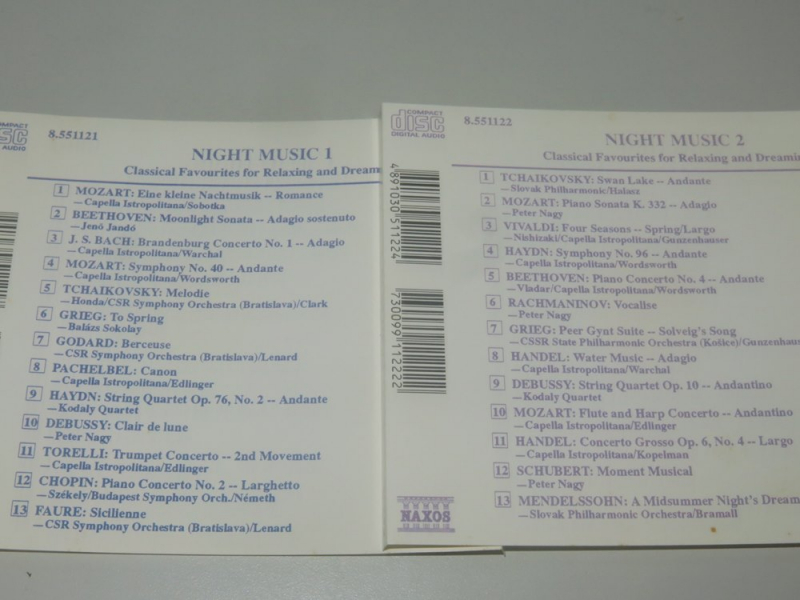 SC
AUDIO
8.551121
NIGHT MUSIC 1
Classical Favourites for Relaxing and Dream
1 MOZART: Eine kleine Nachtmusik -- Romance
—Capella Istropolitana/Sobotka
2 BEETHOVEN: Moonlight Sonata -- Adagio sostenuto
—Jenö Jandó
3 J. S. BACH: Brandenburg Concerto No. 1 -- Adagio
—Capella Istropolitana/Warchal
4 MOZART: Symphony No. 40 -- Andante
—Capella Istropolitana/Wordsworth
5 TCHAIKOVSKY: Melodie
—Honda/CSR Symphony Orchestra (Bratislava)/Clark
6 GRIEG: To Spring
—Balázs Sokolay
7 GODARD: Berceuse
—CSR Symphony Orchestra (Bratislava)/Lenard
8 PACHELBEL: Canon
—Capella Istropolitana/Edlinger
9 HAYDN: String Quartet Op. 76, No. 2 -- Andante
—Kodaly Quartet
10 DEBUSSY: Clair de lune
—Peter Nagy
11 TORELLI: Trumpet Concerto -- 2nd Movement
—Capella Istropolitana/Edlinger
12 CHOPIN: Piano Concerto No. 2 -- Larghetto
—Székely/Budapest Symphony Orch./Németh
13 FAURE: Sicilienne
—CSR Symphony Orchestra (Bratislava)/Lenard
COMPACT
disc
DIGITAL AUDIO
8.551122
NIGHT MUSIC 2
Classical Favourites for Relaxing and Dreamin
1 TCHAIKOVSKY: Swan Lake -- Andante
—Slovak Philharmonic/Halasz
2 MOZART: Piano Sonata K. 332 -- Adagio
—Peter Nagy
3 VIVALDI: Four Seasons -- Spring/Largo
—Nishizaki/Capella Istropolitana/Gunzenhauser
4 HAYDN: Symphony No. 96 -- Andante
—Capella Istropolitana/Wordsworth
5 BEETHOVEN: Piano Concerto No. 4 -- Andante
—Vladar/Capella Istropolitana/Wordsworth
6 RACHMANINOV: Vocalise
—Peter Nagy
7 GRIEG: Peer Gynt Suite -- Solveig's Song
—CSSR State Philharmonic Orchestra (Košice)/Gunzenhaus
8 HANDEL: Water Music -- Adagio
—Capella Istropolitana/Warchal
9 DEBUSSY: String Quartet Op. 10 -- Andantino
—Kodaly Quartet
10 MOZART: Flute and Harp Concerto -- Andantino
—Capella Istropolitana/Edlinger
11 HANDEL: Concerto Grosso Op. 6, No. 4 -- Largo
—Capella Istropolitana/Kopelman
12 SCHUBERT: Moment Musical
—Peter Nagy
13 MENDELSSOHN: A Midsummer Night's Dream
—Slovak Philharmonic Orchestra/Bramall
4891030511224
730099112222
NAXOS